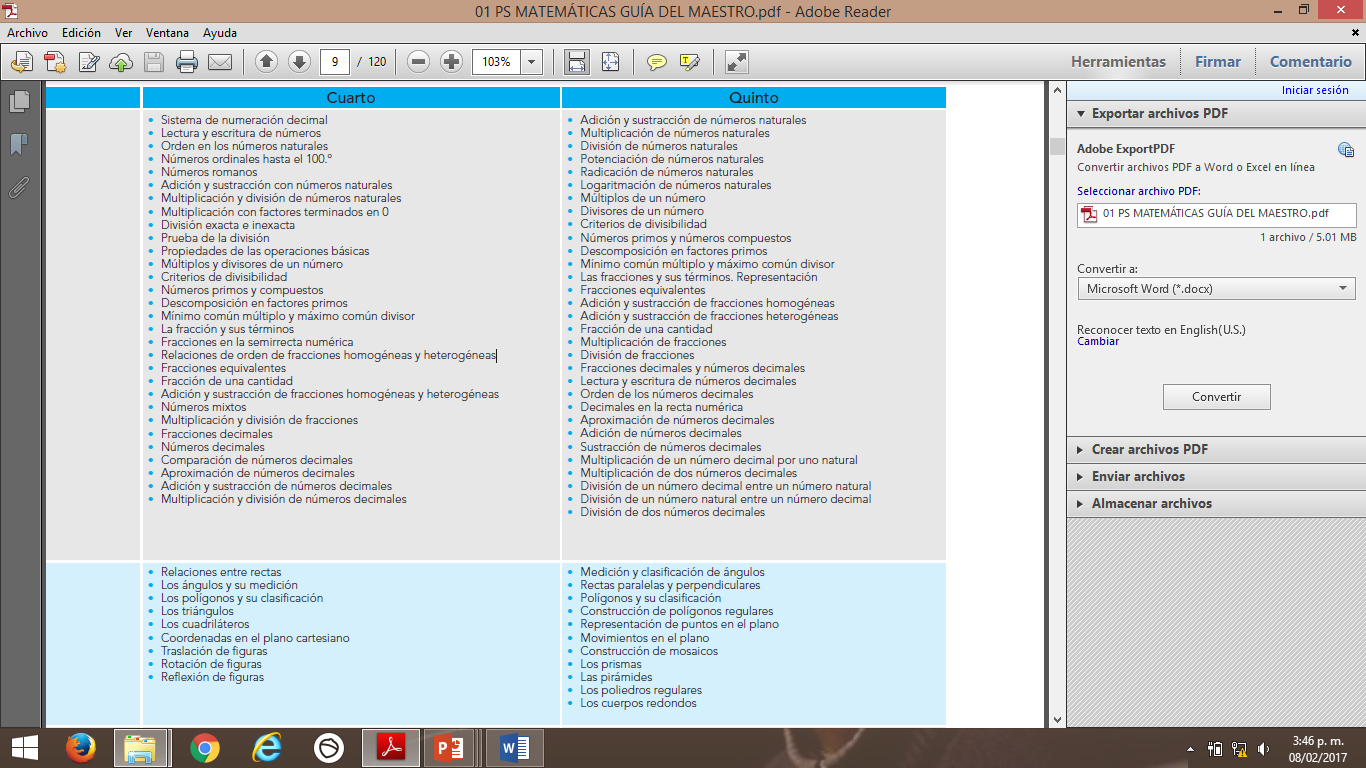 01 PS MATEMÁTICAS GUÍA DEL MAESTRO.pdf - Adobe Reader
Archivo Edición Ver Ventana Ayuda
9 / 120 103% Herramientas Firmar Comentario
Cuarto
Sistema de numeración decimal
Lectura y escritura de números
Orden en los números naturales
Números ordinales hasta el 100.º
Números romanos
Adición y sustracción con números naturales
Multiplicación y división de números naturales
Multiplicación con factores terminados en 0
División exacta e inexacta
Prueba de la división
Propiedades de las operaciones básicas
Múltiplos y divisores de un número
Criterios de divisibilidad
Números primos y compuestos
Descomposición en factores primos
Mínimo común múltiplo y máximo común divisor
La fracción y sus términos
Fracciones en la semirrecta numérica
Relaciones de orden de fracciones homogéneas y heterogéneas
Fracciones equivalentes
Fracción de una cantidad
Adición y sustracción de fracciones homogéneas y heterogéneas
Números mixtos
Multiplicación y división de fracciones
Fracciones decimales
Números decimales
Comparación de números decimales
Aproximación de números decimales
Adición y sustracción de números decimales
Multiplicación y división de números decimales
Relaciones entre rectas
Los ángulos y su medición
Los polígonos y su clasificación
Los triángulos
Los cuadriláteros
Coordenadas en el plano cartesiano
Traslación de figuras
Rotación de figuras
Reflexión de figuras
Quinto
Adición y sustracción de números naturales
Multiplicación de números naturales
División de números naturales
Potenciación de números naturales
Radicación de números naturales
Logaritmación de números naturales
Múltiplos de un número
Divisores de un número
Criterios de divisibilidad
Números primos y números compuestos
Descomposición en factores primos
Mínimo común múltiplo y máximo común divisor
Las fracciones y sus términos. Representación
Fracciones equivalentes
Adición y sustracción de fracciones homogéneas
Adición y sustracción de fracciones heterogéneas
Fracción de una cantidad
Multiplicación de fracciones
División de fracciones
Fracciones decimales y números decimales
Lectura y escritura de números decimales
Orden de los números decimales
Decimales en la recta numérica
Aproximación de números decimales
Adición de números decimales
Sustracción de números decimales
Multiplicación de un número decimal por uno natural
Multiplicación de dos números decimales
División de un número decimal entre un número natural
División de un número natural entre un número decimal
División de dos números decimales
Medición y clasificación de ángulos
Rectas paralelas y perpendiculares
Polígonos y su clasificación
Construcción de polígonos regulares
Representación de puntos en el plano
Movimientos en el plano
Construcción de mosaicos
Los prismas
Las pirámides
Los poliedros regulares
Los cuerpos redondos
Iniciar sesión
Exportar archivos PDF
Adobe ExportPDF
Convertir archivos PDF a Word o Excel en línea
Seleccionar archivo PDF:
01 PS MATEMÁTICAS GUÍA DEL MAESTRO.pdf
1 archivo / 5.01 MB
Convertir a:
Microsoft Word (*.docx)
Reconocer texto en English(U.S.)
Cambiar
Convertir
Crear archivos PDF
Enviar archivos
Almacenar archivos
3:46 p. m.
08/02/2017